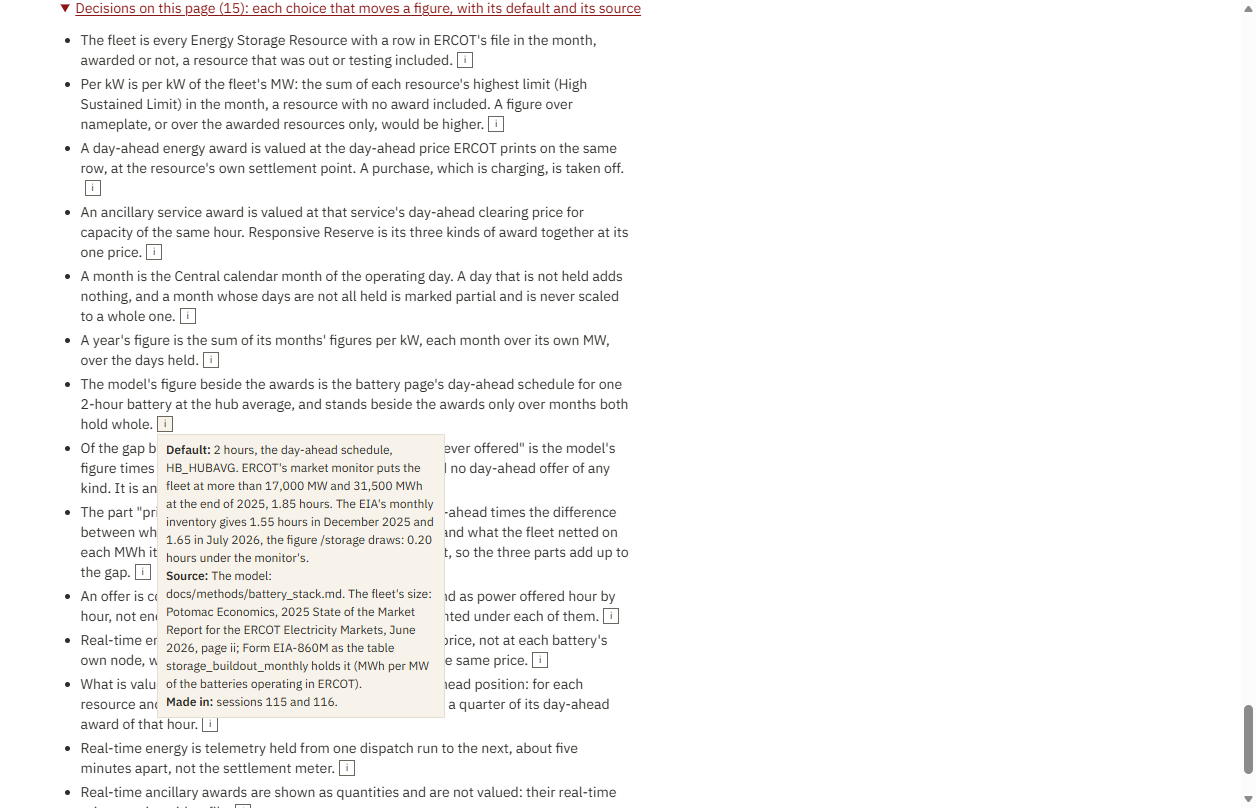 ▼ Decisions on this page (15): each choice that moves a figure, with its default and its source
• The fleet is every Energy Storage Resource with a row in ERCOT's file in the month,
awarded or not, a resource that was out or testing included. i
• Per kW is per kW of the fleet's MW: the sum of each resource's highest limit (High
Sustained Limit) in the month, a resource with no award included. A figure over
nameplate, or over the awarded resources only, would be higher. i
• A day-ahead energy award is valued at the day-ahead price ERCOT prints on the same
row, at the resource's own settlement point. A purchase, which is charging, is taken off.
i
• An ancillary service award is valued at that service's day-ahead clearing price for
capacity of the same hour. Responsive Reserve is its three kinds of award together at its
one price. i
• A month is the Central calendar month of the operating day. A day that is not held adds
nothing, and a month whose days are not all held is marked partial and is never scaled
to a whole one. i
• A year's figure is the sum of its months' figures per kW, each month over its own MW,
over the days held. i
• The model's figure beside the awards is the battery page's day-ahead schedule for one
2-hour battery at the hub average, and stands beside the awards only over months both
hold whole. i
Default: 2 hours, the day-ahead schedule,
HB_HUBAVG. ERCOT's market monitor puts the
fleet at more than 17,000 MW and 31,500 MWh
at the end of 2025, 1.85 hours. The EIA's monthly
inventory gives 1.55 hours in December 2025 and
1.65 in July 2026, the figure /storage draws: 0.20
hours under the monitor's.
Source: The model:
docs/methods/battery_stack.md. The fleet's size:
Potomac Economics, 2025 State of the Market
Report for the ERCOT Electricity Markets, June
2026, page ii; Form EIA-860M as the table
storage_buildout_monthly holds it (MWh per MW
of the batteries operating in ERCOT).
Made in: sessions 115 and 116.
• Of the gap ever offered" is the model's
figure times no day-ahead offer of any
kind. It is
• The part -ahead times the difference
between what the fleet netted on
each MWh so the three parts add up to
the gap. i
• An offer is as power offered hour by
hour, not under each of them. i
• Real-time price, not at each battery's
own node, same price. i
• What is head position: for each
resource a quarter of its day-ahead
award of that hour. i
• Real-time energy is telemetry held from one dispatch run to the next, about five
minutes apart, not the settlement meter. i
• Real-time ancillary awards are shown as quantities and are not valued: their real-time